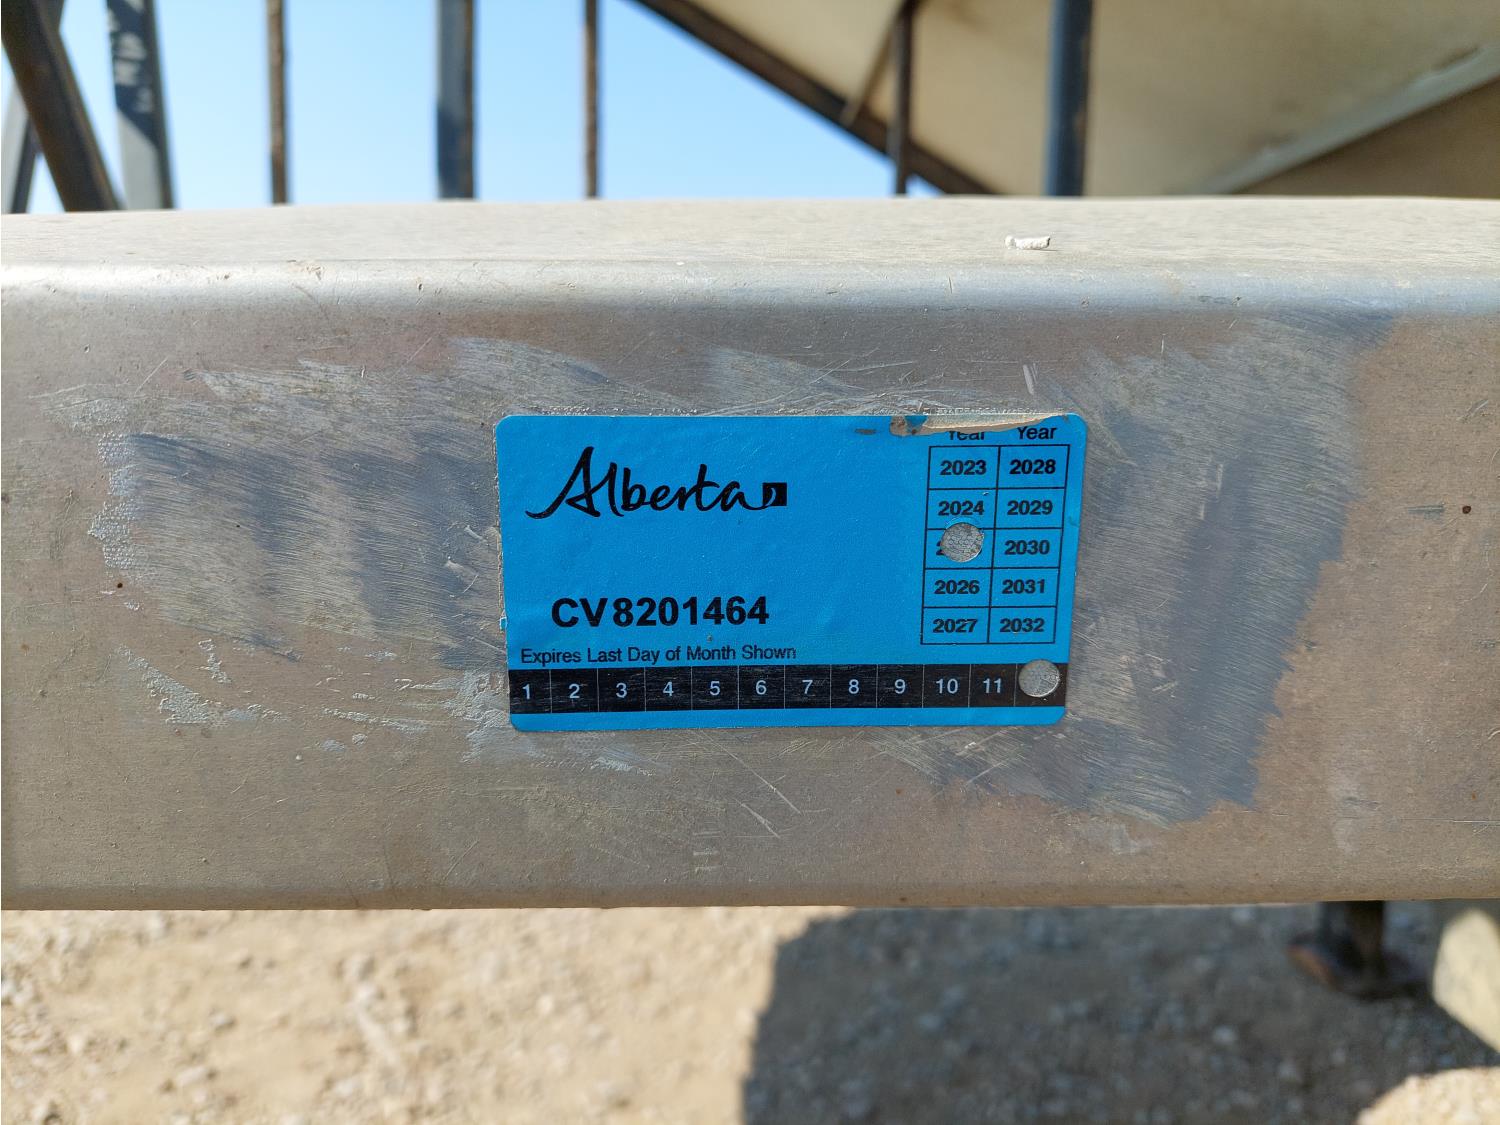 Alberta
CV8201464
Expires Last Day of Month Shown
1 2 3 4 5 6 7 8 9 10 11
Year Year
2023 2028
2024 2029
2030
2026 2031
2027 2032